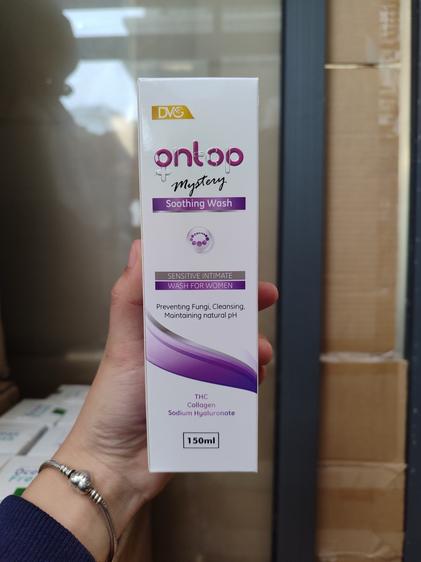 DVG
ontop
Mystery
Soothing Wash
SENSITIVE INTIMATE
WASH FOR WOMEN
Preventing Fungi, Cleansing,
Maintaining natural pH
THC
Collagen
Sodium Hyaluronate
150ml